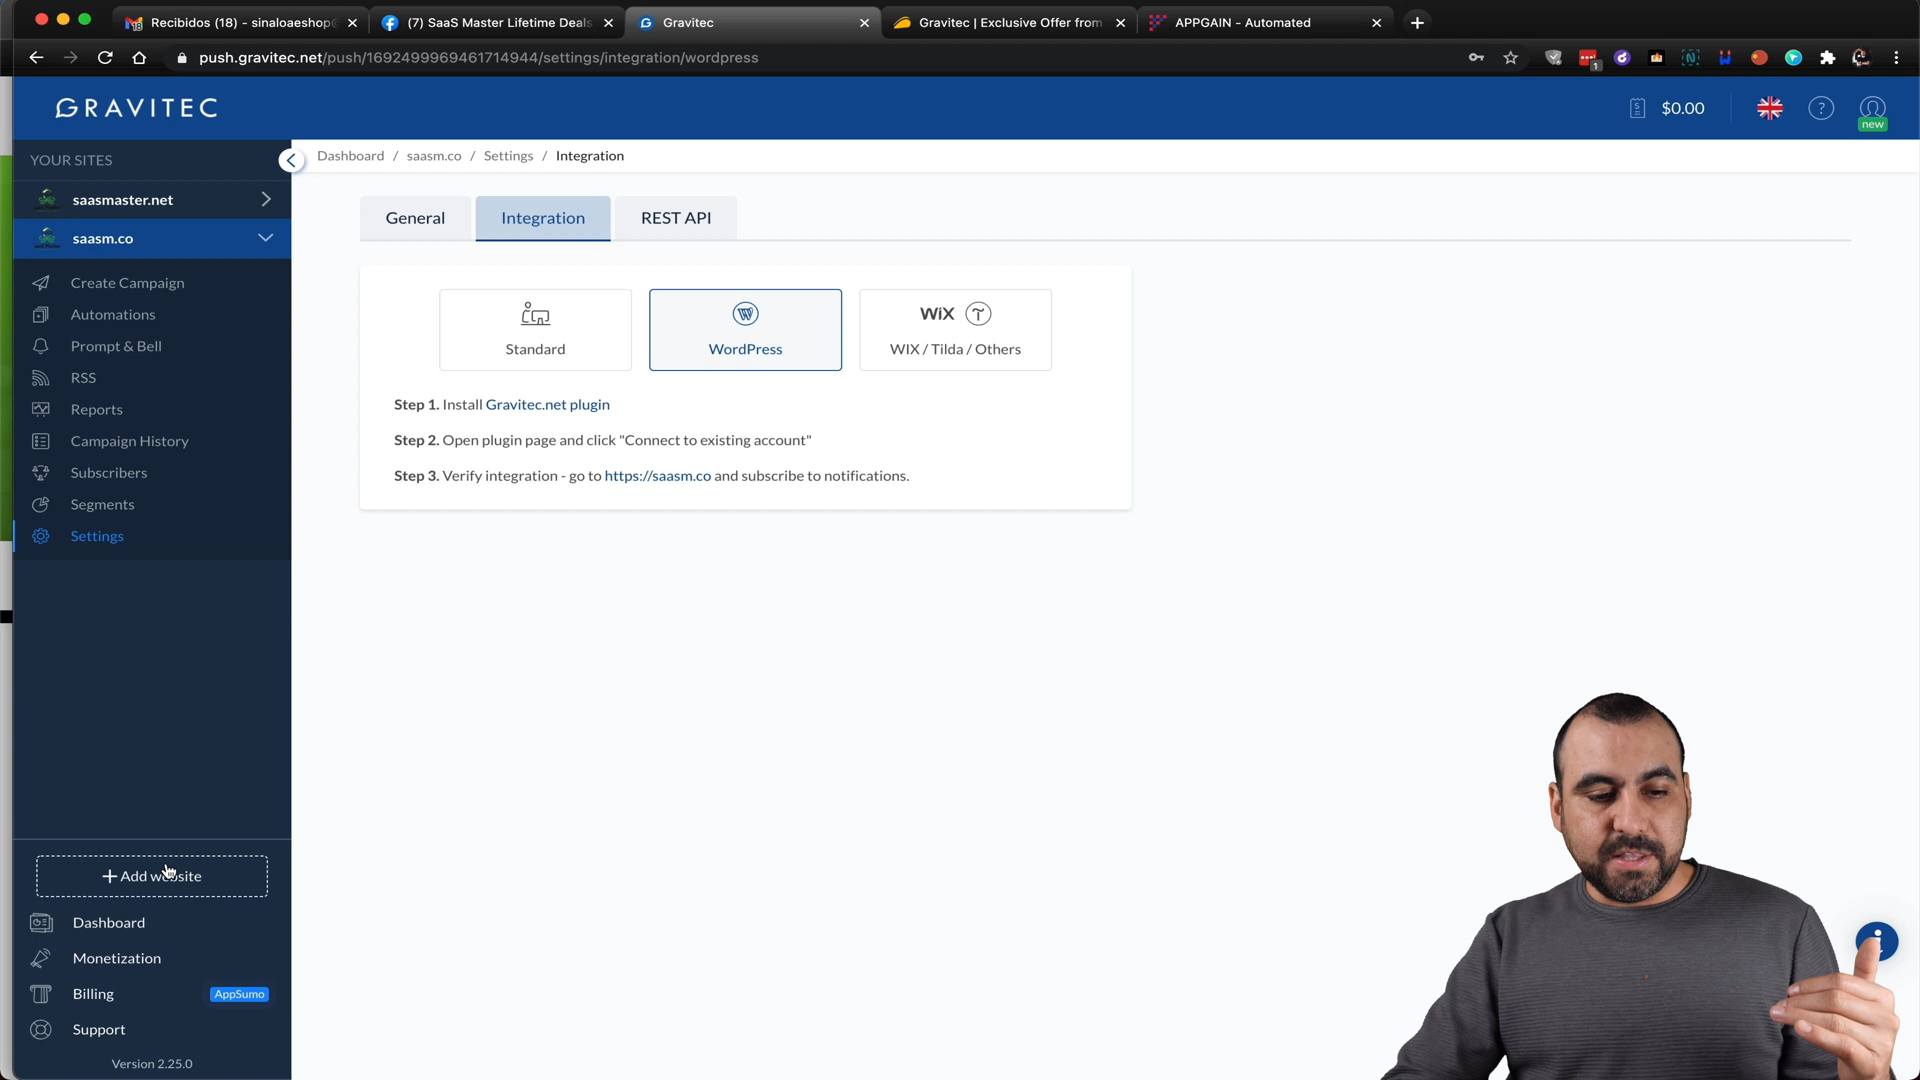 Recibidos (18) - sinaloaeshop@
(7) SaaS Master Lifetime Deals
Gravitec
Gravitec | Exclusive Offer from
APPGAIN - Automated
push.gravitec.net/push/1692499969461714944/settings/integration/wordpress
1
GRAVITEC
$0.00
?
new
YOUR SITES
Dashboard / saasm.co / Settings / Integration
saasmaster.net
saasm.co
General
Integration
REST API
Create Campaign
Automations
Prompt & Bell
RSS
Reports
Campaign History
Subscribers
Segments
Settings
Standard
WordPress
WiX
WIX / Tilda / Others
Step 1. Install Gravitec.net plugin
Step 2. Open plugin page and click "Connect to existing account"
Step 3. Verify integration - go to https://saasm.co and subscribe to notifications.
+ Add website
Dashboard
Monetization
Billing
AppSumo
Support
Version 2.25.0